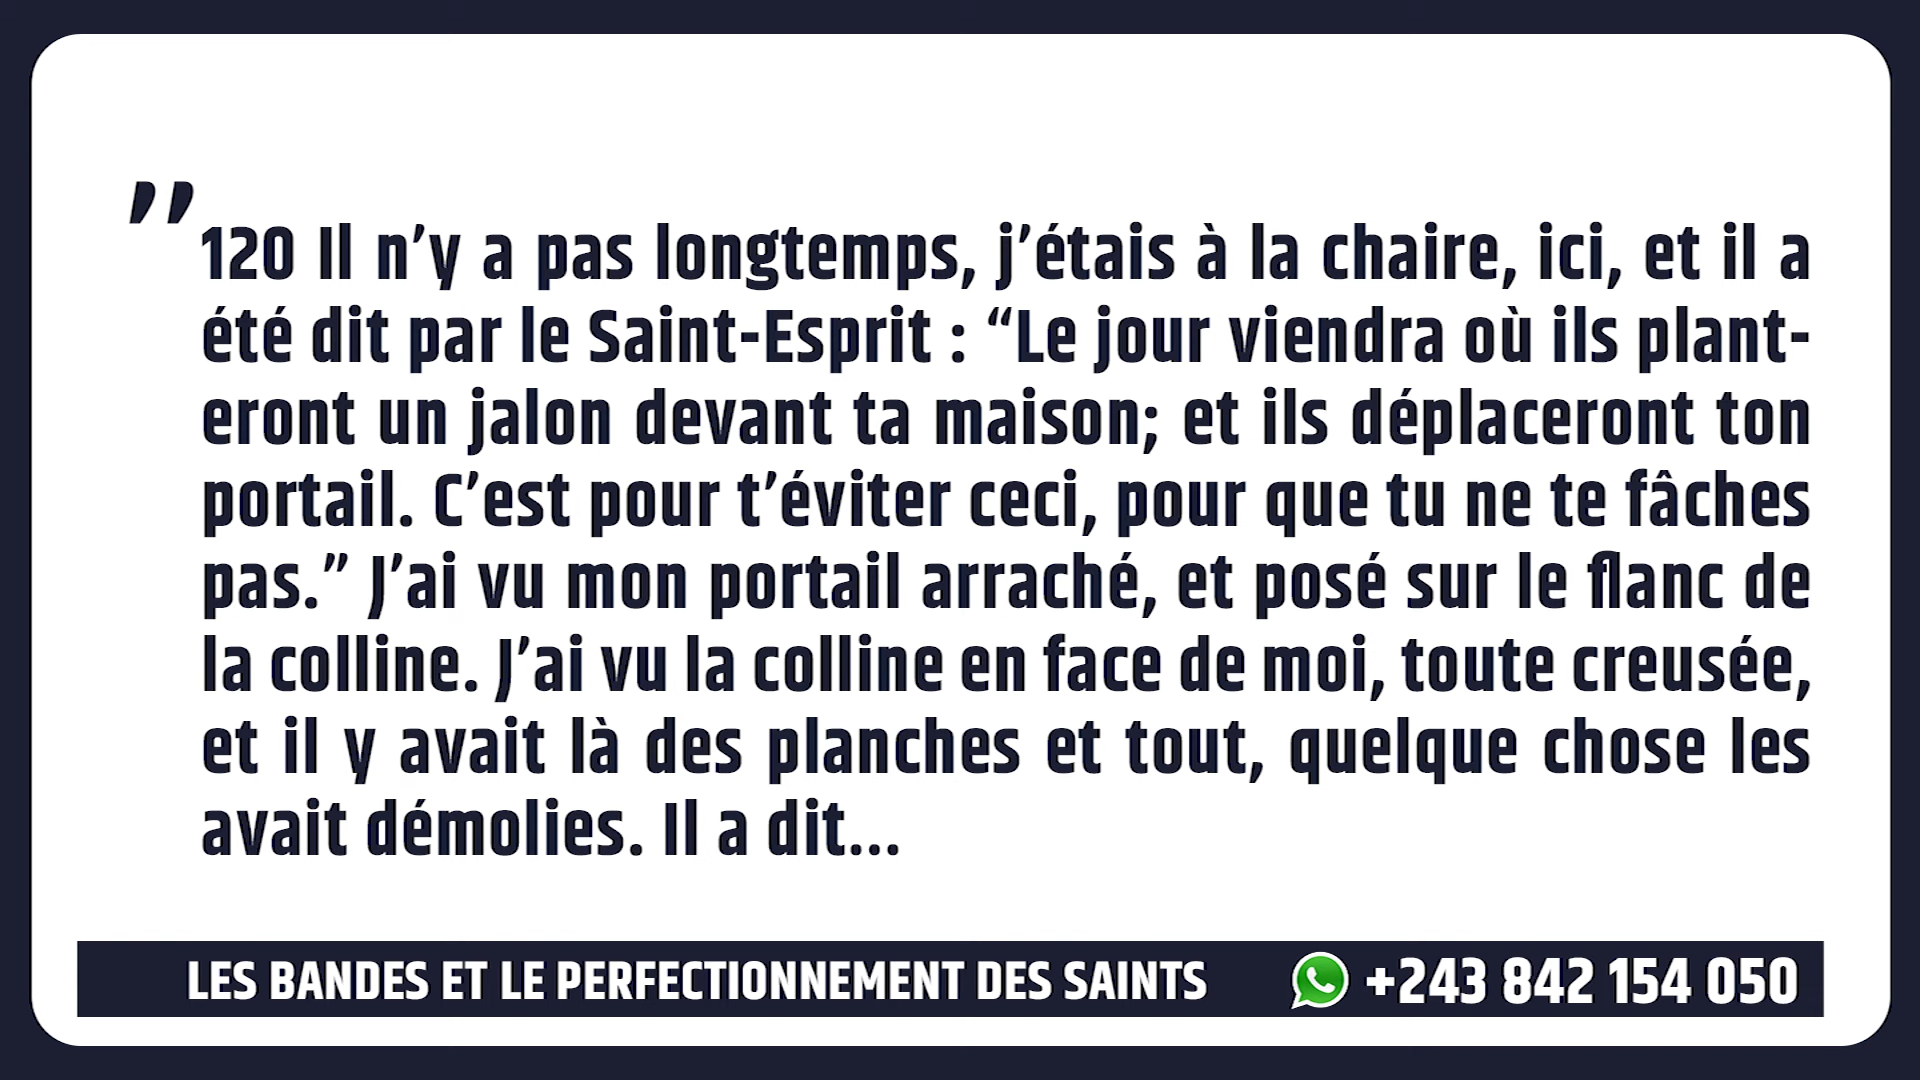 ”
120 Il n’y a pas longtemps, j’étais à la chaire, ici, et il a
été dit par le Saint-Esprit : “Le jour viendra où ils plant-
eront un jalon devant ta maison; et ils déplaceront ton
portail. C’est pour t’éviter ceci, pour que tu ne te fâches
pas.” J’ai vu mon portail arraché, et posé sur le flanc de
la colline. J’ai vu la colline en face de moi, toute creusée,
et il y avait là des planches et tout, quelque chose les
avait démolies. Il a dit...
LES BANDES ET LE PERFECTIONNEMENT DES SAINTS +243 842 154 050